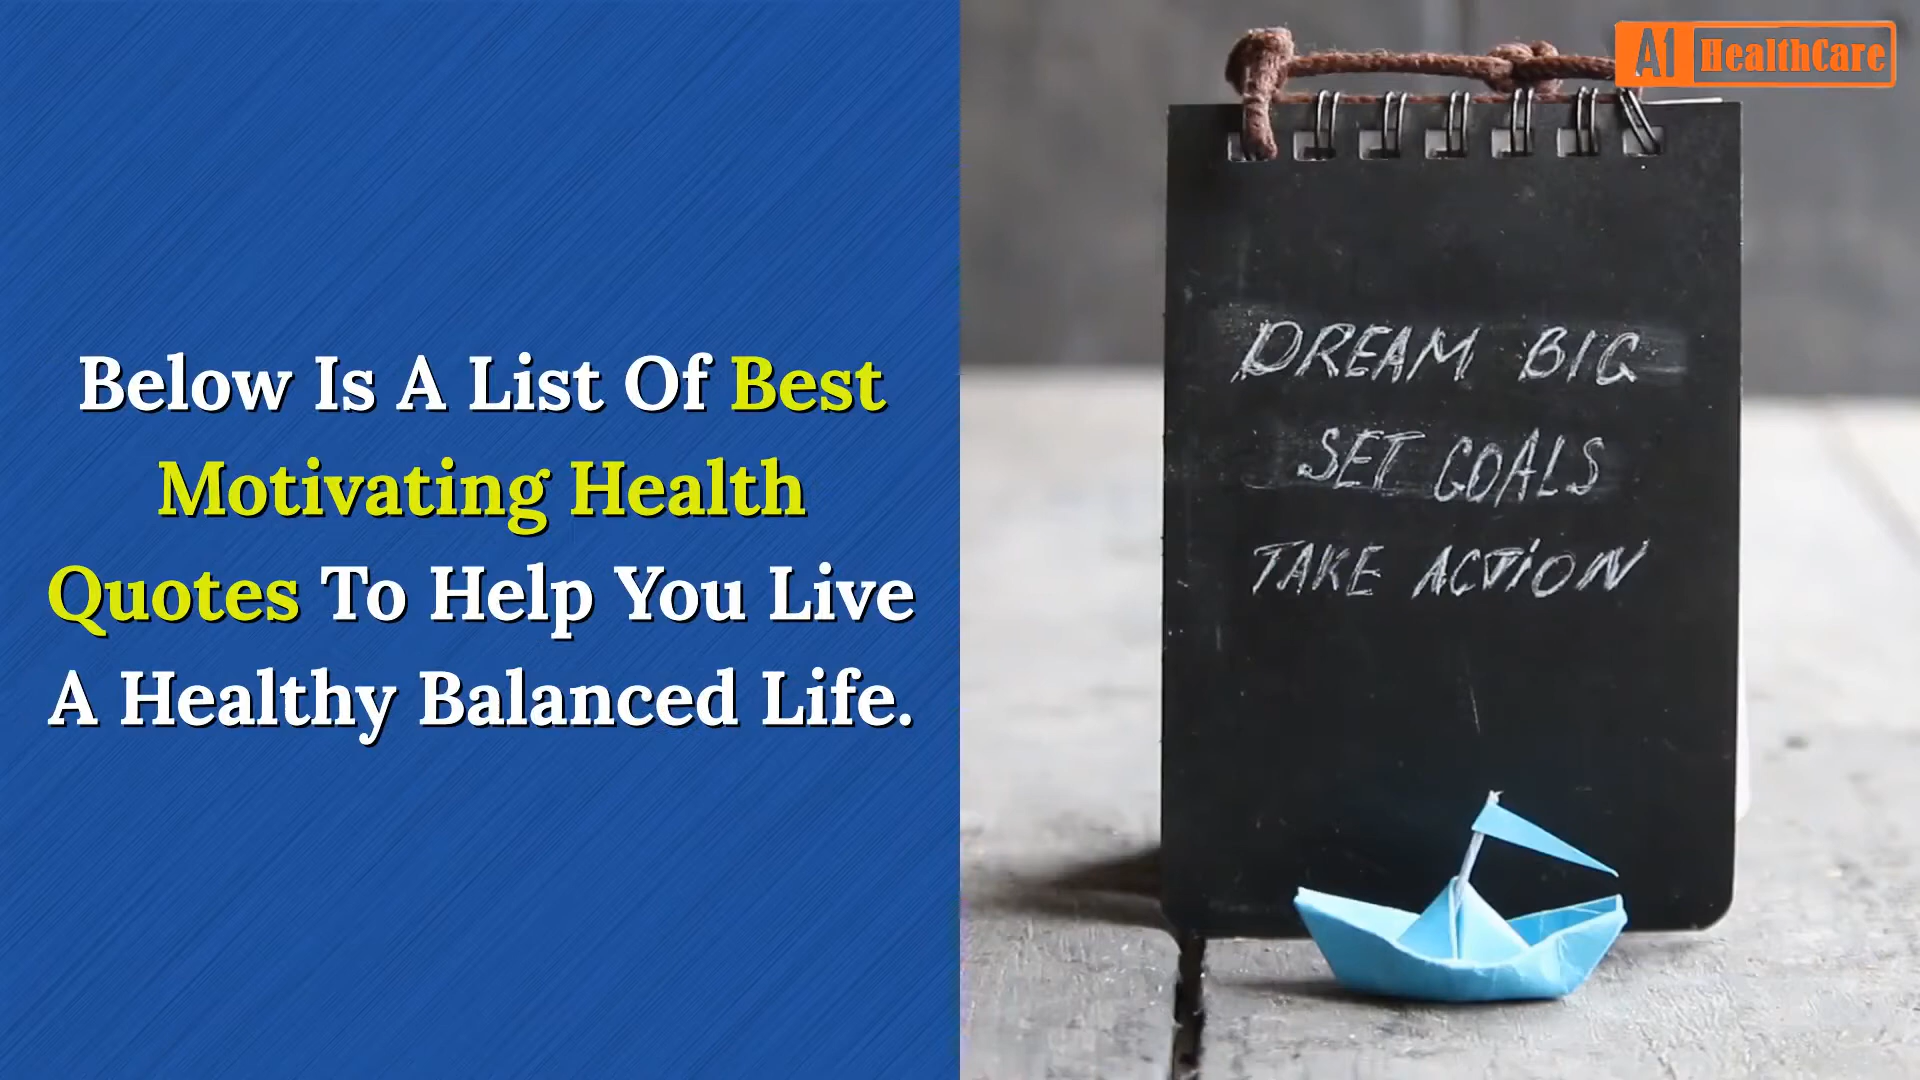 Below Is A List Of Best
Motivating Health
Quotes To Help You Live
A Healthy Balanced Life.
A1 HealthCare
DREAM BIG
SET GOALS
TAKE ACTION